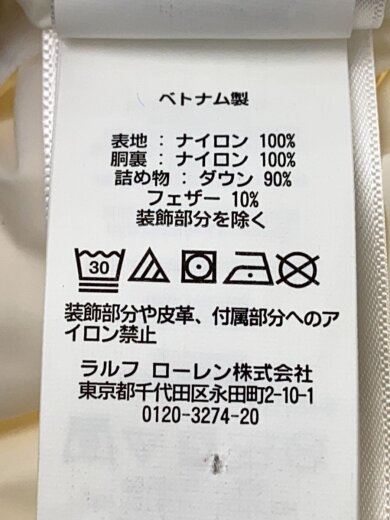 ベトナム製
表地 : ナイロン 100%
胴裏 : ナイロン 100%
詰め物 : ダウン 90%
フェザー 10%
装飾部分を除く
30
装飾部分や皮革、付属部分へのア
イロン禁止
ラルフ ローレン株式会社
東京都千代田区永田町2-10-1
0120-3274-20